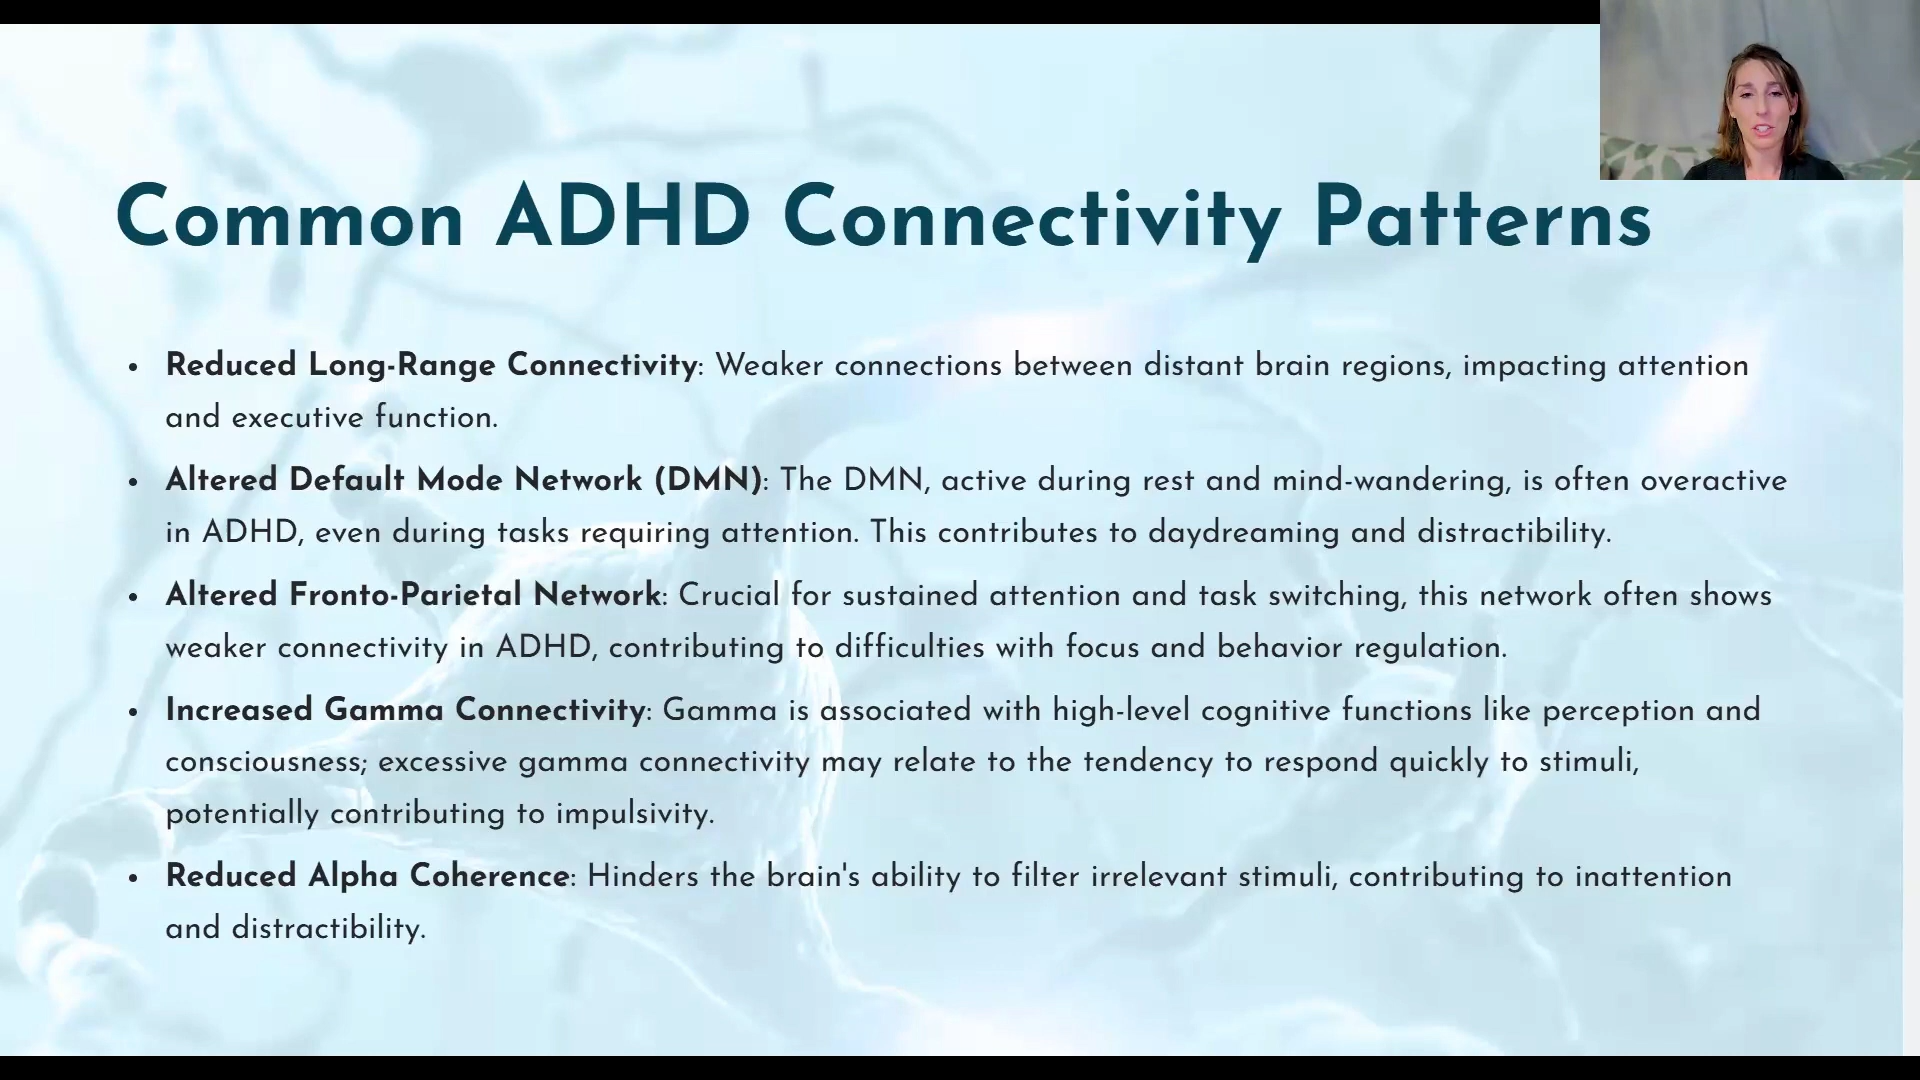 Common ADHD Connectivity Patterns
• Reduced Long-Range Connectivity: Weaker connections between distant brain regions, impacting attention
and executive function.
• Altered Default Mode Network (DMN): The DMN, active during rest and mind-wandering, is often overactive
in ADHD, even during tasks requiring attention. This contributes to daydreaming and distractibility.
• Altered Fronto-Parietal Network: Crucial for sustained attention and task switching, this network often shows
weaker connectivity in ADHD, contributing to difficulties with focus and behavior regulation.
• Increased Gamma Connectivity: Gamma is associated with high-level cognitive functions like perception and
consciousness; excessive gamma connectivity may relate to the tendency to respond quickly to stimuli,
potentially contributing to impulsivity.
• Reduced Alpha Coherence: Hinders the brain's ability to filter irrelevant stimuli, contributing to inattention
and distractibility.